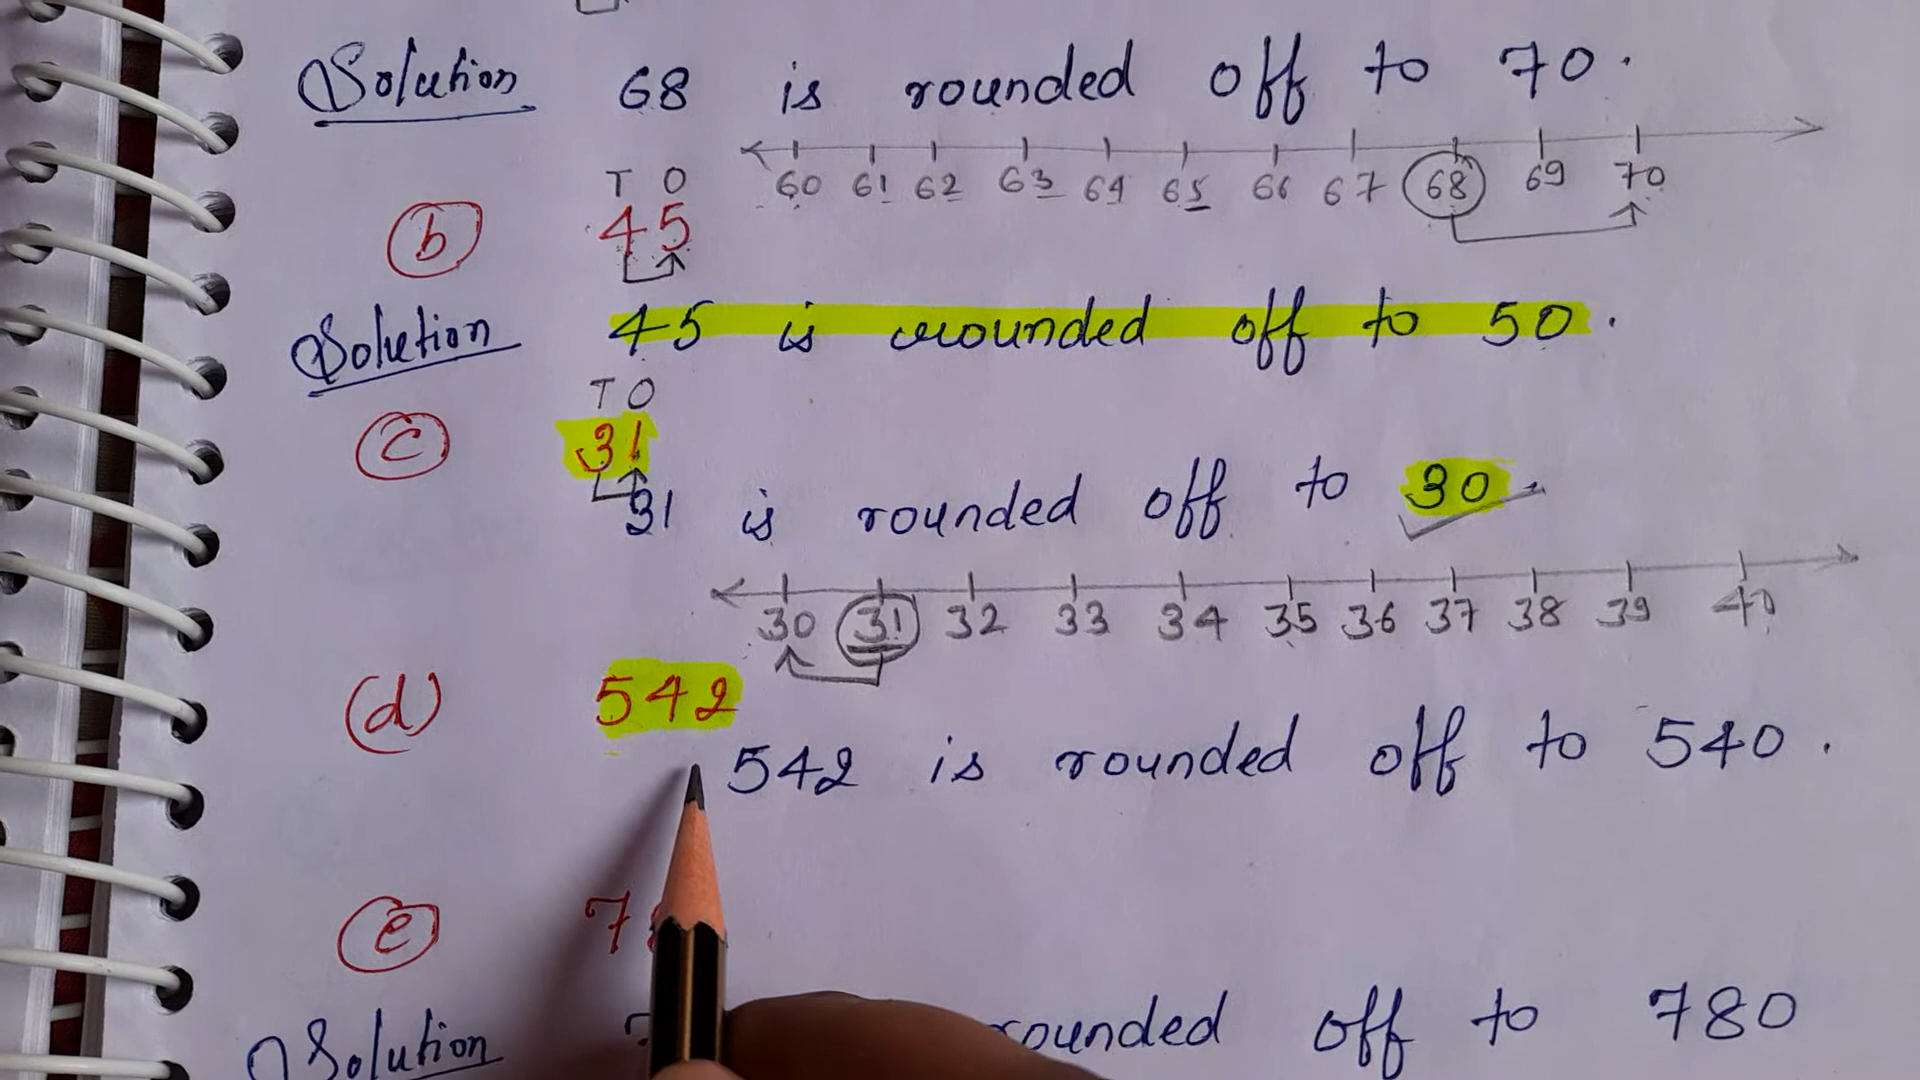 Solution 68 is rounded off to 70.
60 61 62 63 64 65 66 67 68 69 70
T O
(b) 45
Solution 45 is rounded off to 50.
T O
(c) 31
31 is rounded off to 30.
30 31 32 33 34 35 36 37 38 39 40
(d) 542
542 is rounded off to 540.
(e) 7
Solution rounded off to 780